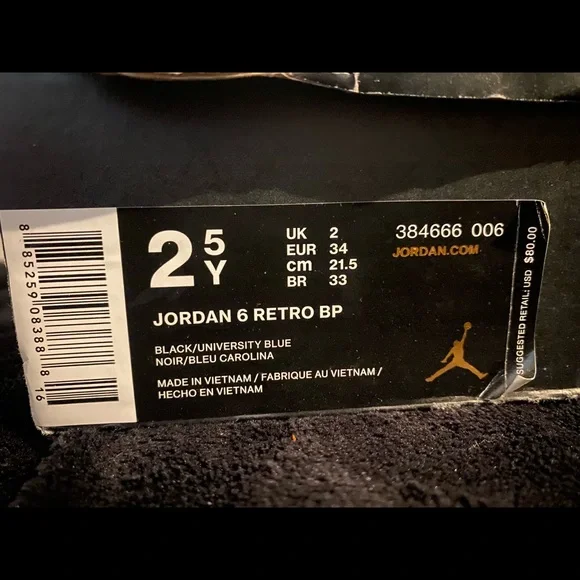 2 5Y
UK 2
EUR 34
cm 21.5
BR 33
384666 006
JORDAN.COM
JORDAN 6 RETRO BP
BLACK/UNIVERSITY BLUE
NOIR/BLEU CAROLINA
MADE IN VIETNAM / FABRIQUE AU VIETNAM /
HECHO EN VIETNAM
SUGGESTED RETAIL: USD $80.00
8 85259 08388 8 16